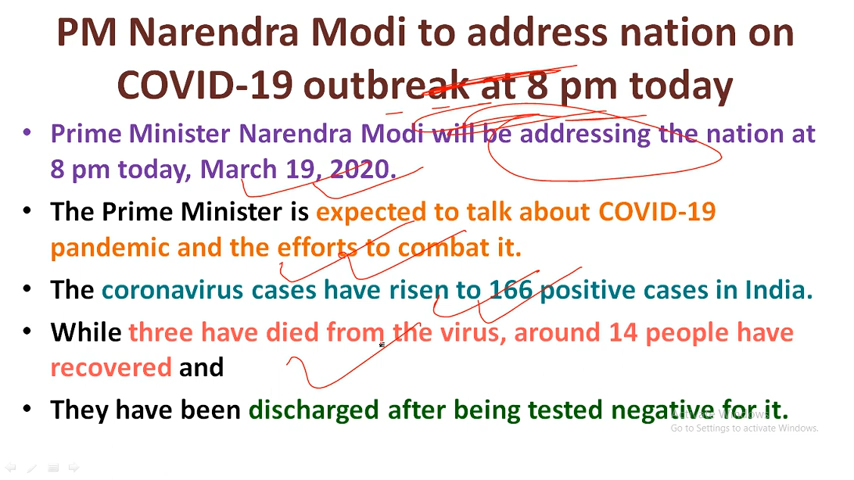 PM Narendra Modi to address nation on
COVID-19 outbreak at 8 pm today
• Prime Minister Narendra Modi will be addressing the nation at
8 pm today, March 19, 2020.
• The Prime Minister is expected to talk about COVID-19
pandemic and the efforts to combat it.
• The coronavirus cases have risen to 166 positive cases in India.
• While three have died from the virus, around 14 people have
recovered and
• They have been discharged after being tested negative for it.
Activate Windows
Go to Settings to activate Windows.